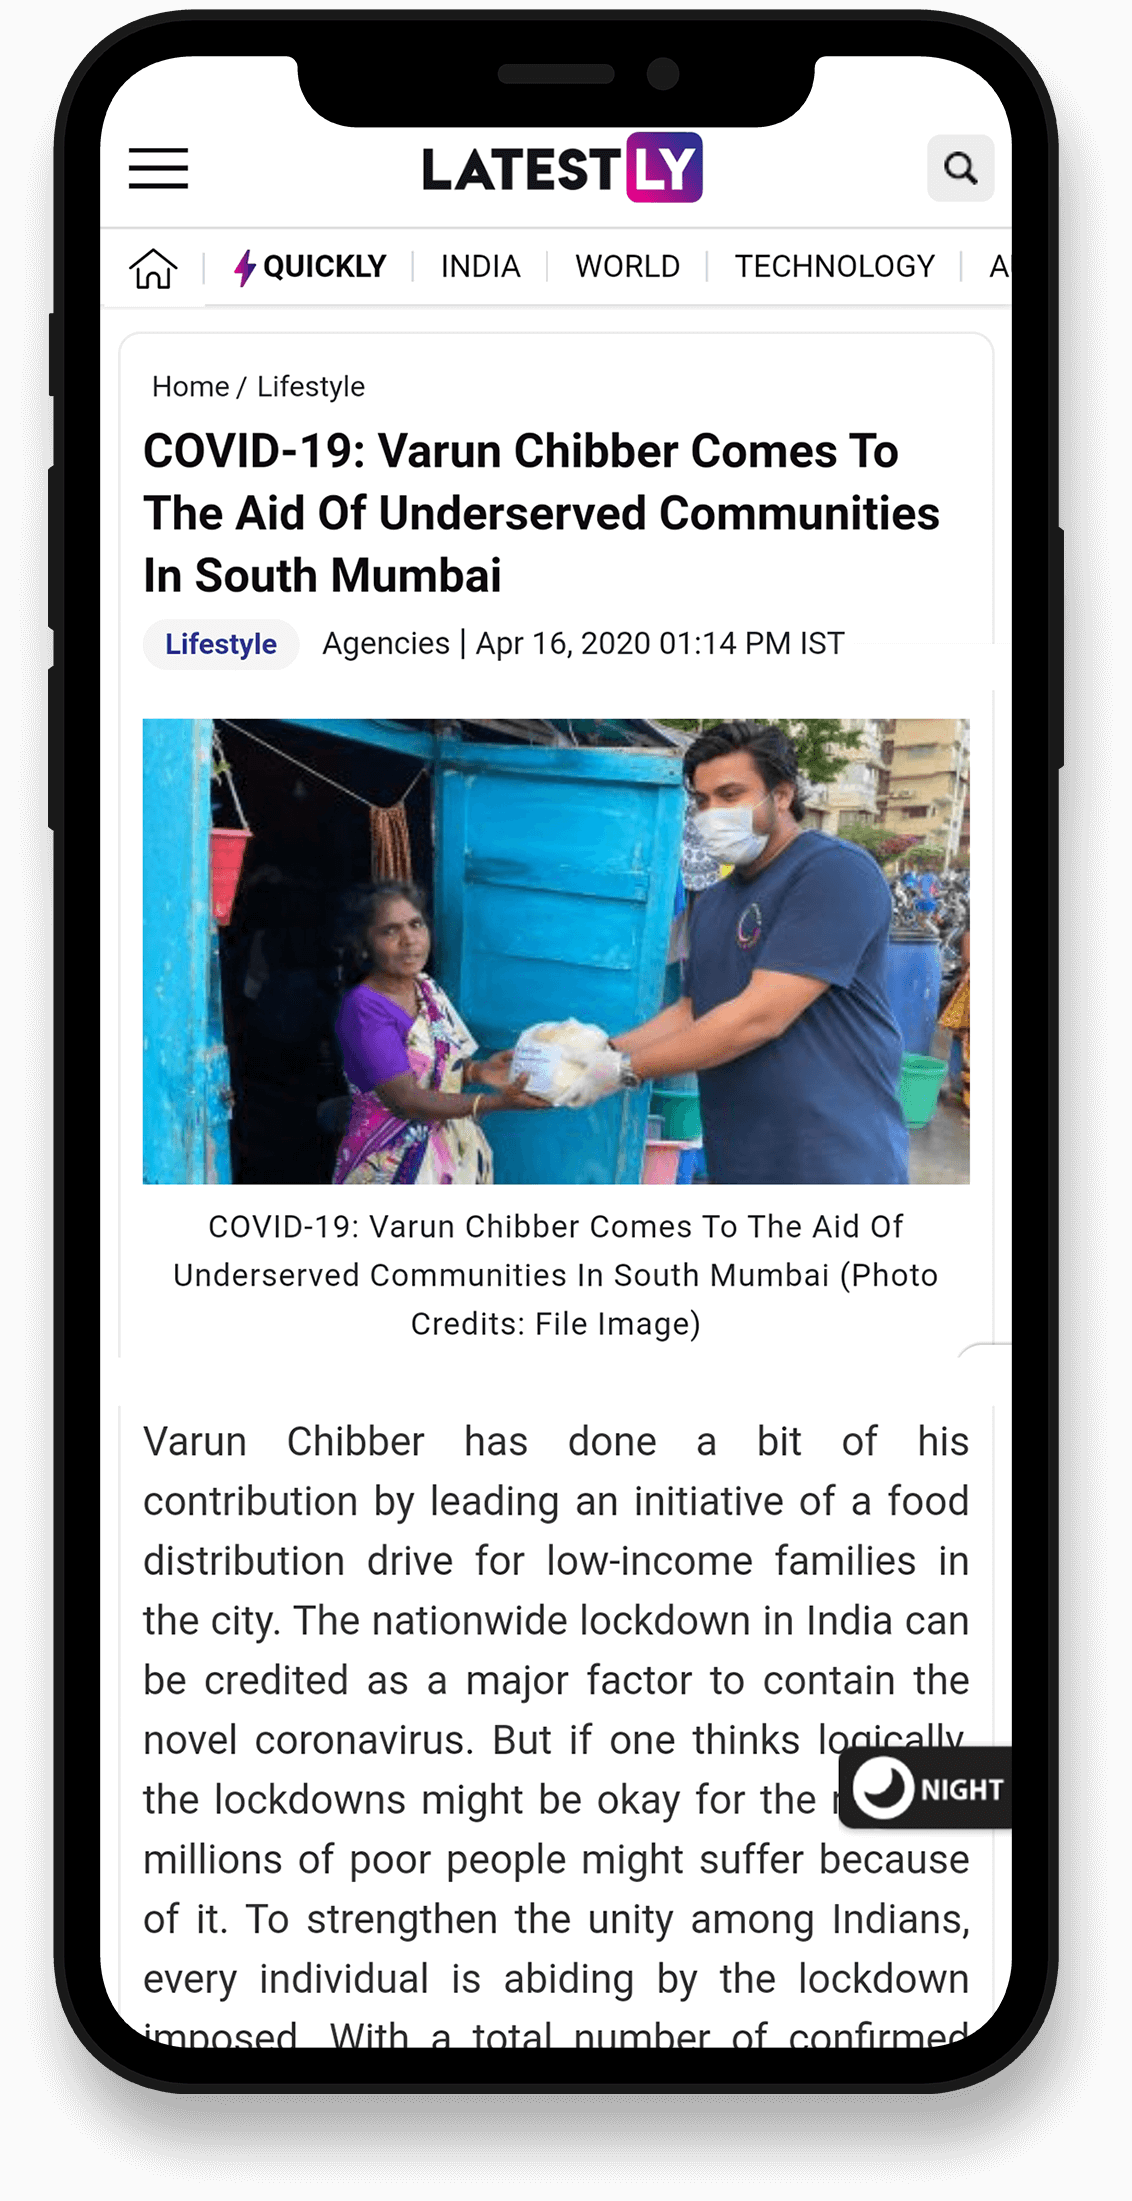 LATESTLY
QUICKLY INDIA WORLD TECHNOLOGY
Home / Lifestyle
COVID-19: Varun Chibber Comes To
The Aid Of Underserved Communities
In South Mumbai
Lifestyle Agencies | Apr 16, 2020 01:14 PM IST
COVID-19: Varun Chibber Comes To The Aid Of
Underserved Communities In South Mumbai (Photo
Credits: File Image)
Varun Chibber has done a bit of his
contribution by leading an initiative of a food
distribution drive for low-income families in
the city. The nationwide lockdown in India can
be credited as a major factor to contain the
novel coronavirus. But if one thinks logically,
the lockdowns might be okay for the
NIGHT
millions of poor people might suffer because
of it. To strengthen the unity among Indians,
every individual is abiding by the lockdown
imposed. With a total number of confirmed